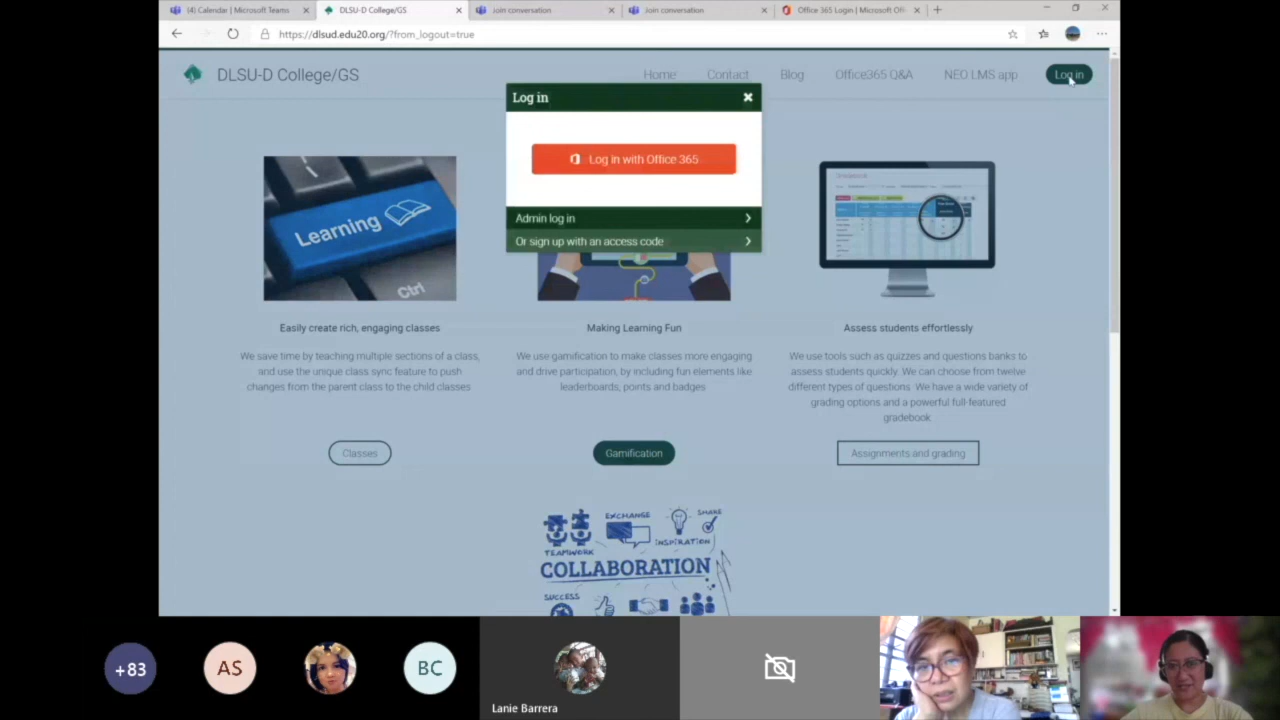 (4) Calendar | Microsoft Teams
DLSU-D College/GS
Join conversation
Join conversation
Office 365 Login | Microsoft Off
https://dlsud.edu20.org/?from_logout=true
DLSU-D College/GS
Home
Contact
Blog
Office365 Q&A
NEO LMS app
Log in
Log in
Log in with Office 365
Admin log in
Or sign up with an access code
Learning
Ctrl
Easily create rich, engaging classes
We save time by teaching multiple sections of a class,
and use the unique class sync feature to push
changes from the parent class to the child classes
Classes
Making Learning Fun
We use gamification to make classes more engaging
and drive participation, by including fun elements like
leaderboards, points and badges
Gamification
Assess students effortlessly
We use tools such as quizzes and questions banks to
assess students quickly. We can choose from twelve
different types of questions. We have a wide variety of
grading options and a powerful full-featured
gradebook.
Assignments and grading
EXCHANGE
SHARE
TEAMWORK
INSPIRATION
COLLABORATION
SUCCESS
+83
AS
BC
Lanie Barrera